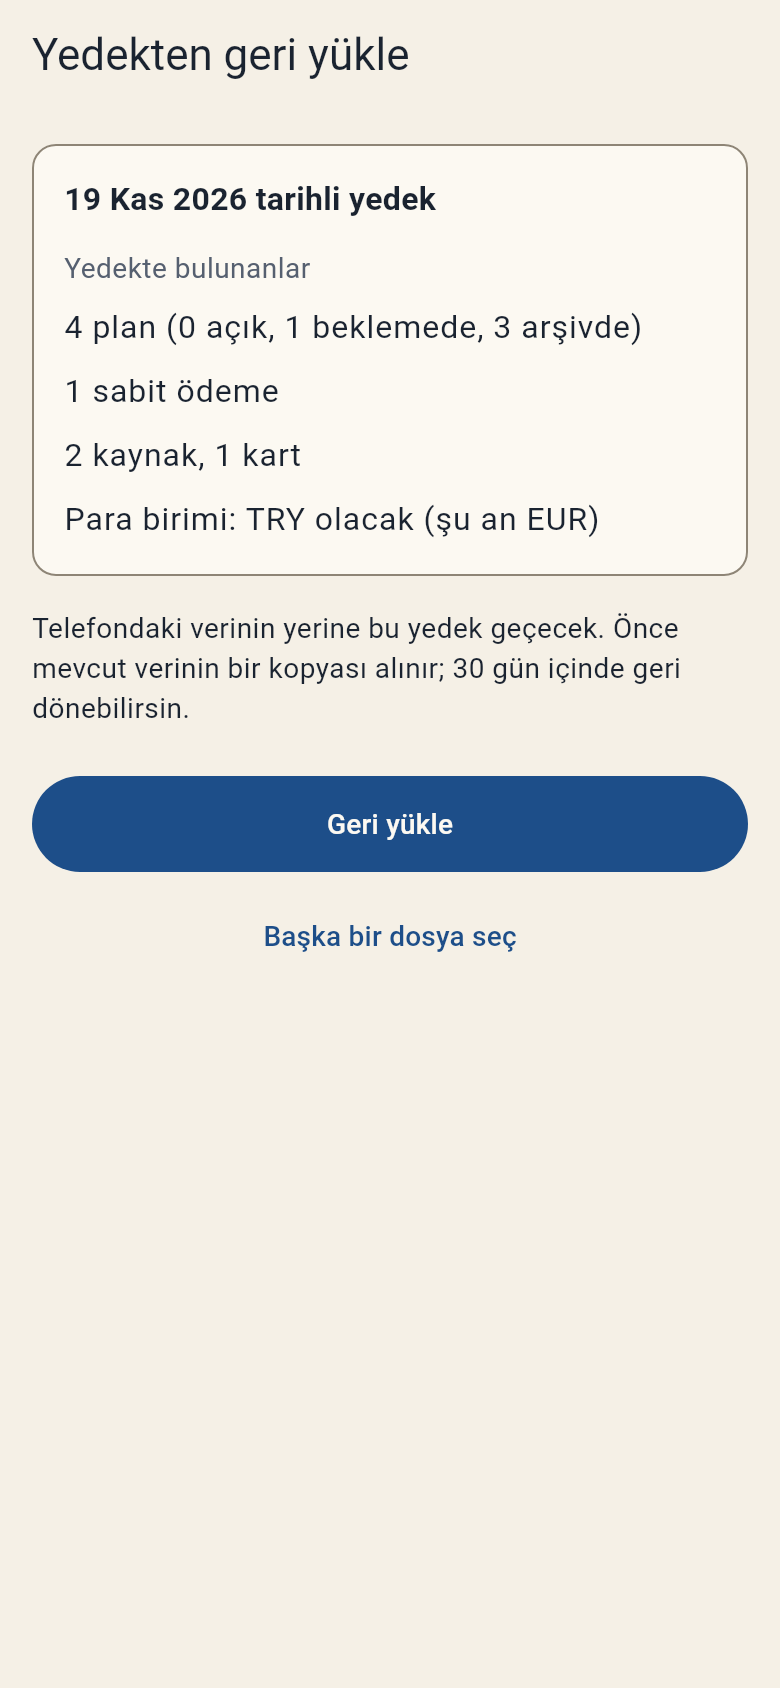 Yedekten geri yükle
19 Kas 2026 tarihli yedek
Yedekte bulunanlar
4 plan (0 açık, 1 beklemede, 3 arşivde)
1 sabit ödeme
2 kaynak, 1 kart
Para birimi: TRY olacak (şu an EUR)
Telefondaki verinin yerine bu yedek geçecek. Önce
mevcut verinin bir kopyası alınır; 30 gün içinde geri
dönebilirsin.
Geri yükle
Başka bir dosya seç